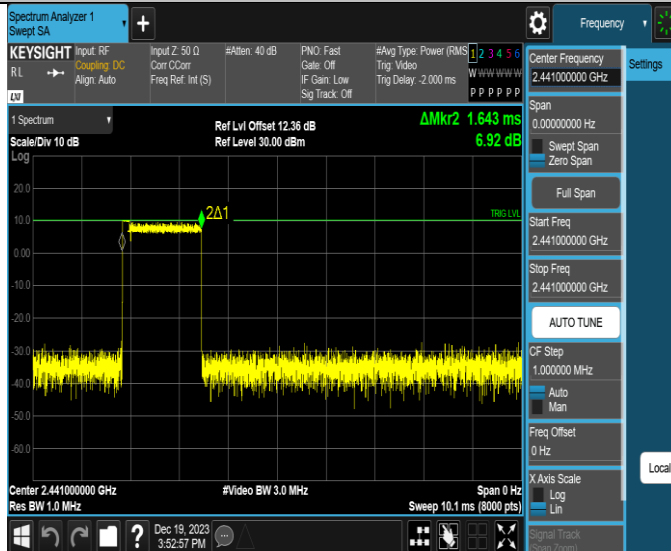 Spectrum Analyzer 1
Swept SA
Frequency
KEYSIGHT
RL
LXI
Input: RF
Coupling: DC
Align: Auto
Input Z: 50 Ω
Corr CCorr
Freq Ref: Int (S)
#Atten: 40 dB
PNO: Fast
Gate: Off
IF Gain: Low
Sig Track: Off
#Avg Type: Power (RMS
Trig: Video
Trig Delay: -2.000 ms
1 2 3 4 5 6
W W W W W W
P P P P P P
1 Spectrum
Scale/Div 10 dB
Log
Ref Lvl Offset 12.36 dB
Ref Level 30.00 dBm
ΔMkr2 1.643 ms
6.92 dB
2Δ1
TRIG LVL
20.0
10.0
0.00
-10.0
-20.0
-30.0
-40.0
-50.0
-60.0
Center 2.441000000 GHz
Res BW 1.0 MHz
#Video BW 3.0 MHz
Span 0 Hz
Sweep 10.1 ms (8000 pts)
Dec 19, 2023
3:52:57 PM
Center Frequency
2.441000000 GHz
Span
0.00000000 Hz
Swept Span
Zero Span
Full Span
Start Freq
2.441000000 GHz
Stop Freq
2.441000000 GHz
AUTO TUNE
CF Step
1.000000 MHz
Auto
Man
Freq Offset
0 Hz
X Axis Scale
Log
Lin
Signal Track
(Span Zoom)
Settings
Local